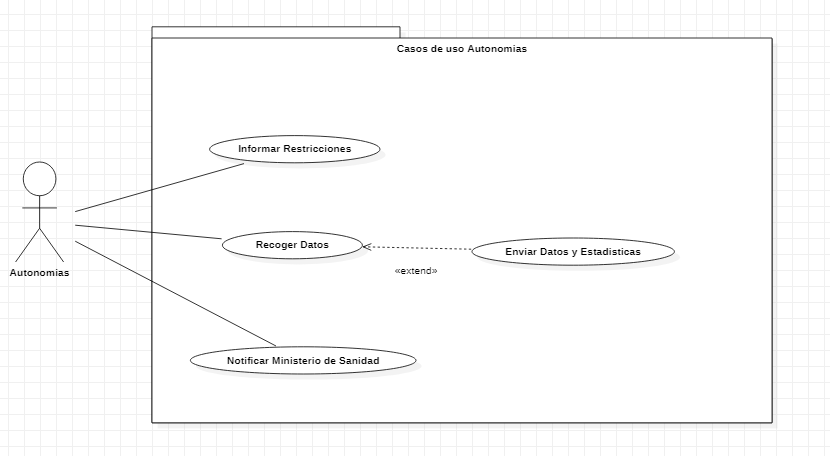 Casos de uso Autonomias
Informar Restricciones
Recoger Datos
Enviar Datos y Estadisticas
«extend»
Autonomias
Notificar Ministerio de Sanidad